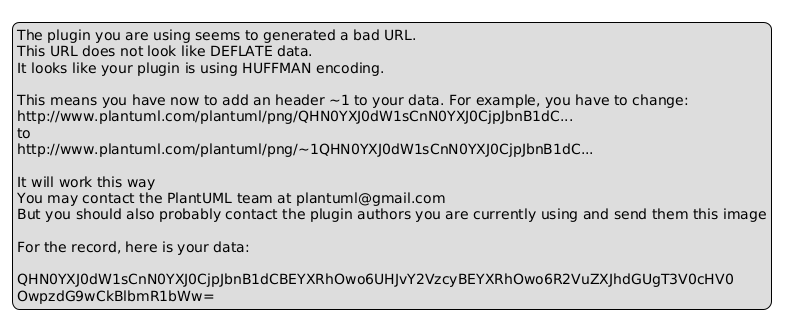 The plugin you are using seems to generated a bad URL.
This URL does not look like DEFLATE data.
It looks like your plugin is using HUFFMAN encoding.
This means you have now to add an header ~1 to your data. For example, you have to change:
http://www.plantuml.com/plantuml/png/QHN0YXJ0dW1sCnN0YXJ0CjpJbnB1dC...
to
http://www.plantuml.com/plantuml/png/~1QHN0YXJ0dW1sCnN0YXJ0CjpJbnB1dC...
It will work this way
You may contact the PlantUML team at plantuml@gmail.com
But you should also probably contact the plugin authors you are currently using and send them this image
For the record, here is your data:
QHN0YXJ0dW1sCnN0YXJ0CjpJbnB1dCBEYXRhOwo6UHJvY2VzcyBEYXRhOwo6R2VuZXJhdGUgT3V0cHV0
OwpzdG9wCkBlbmR1bWw=